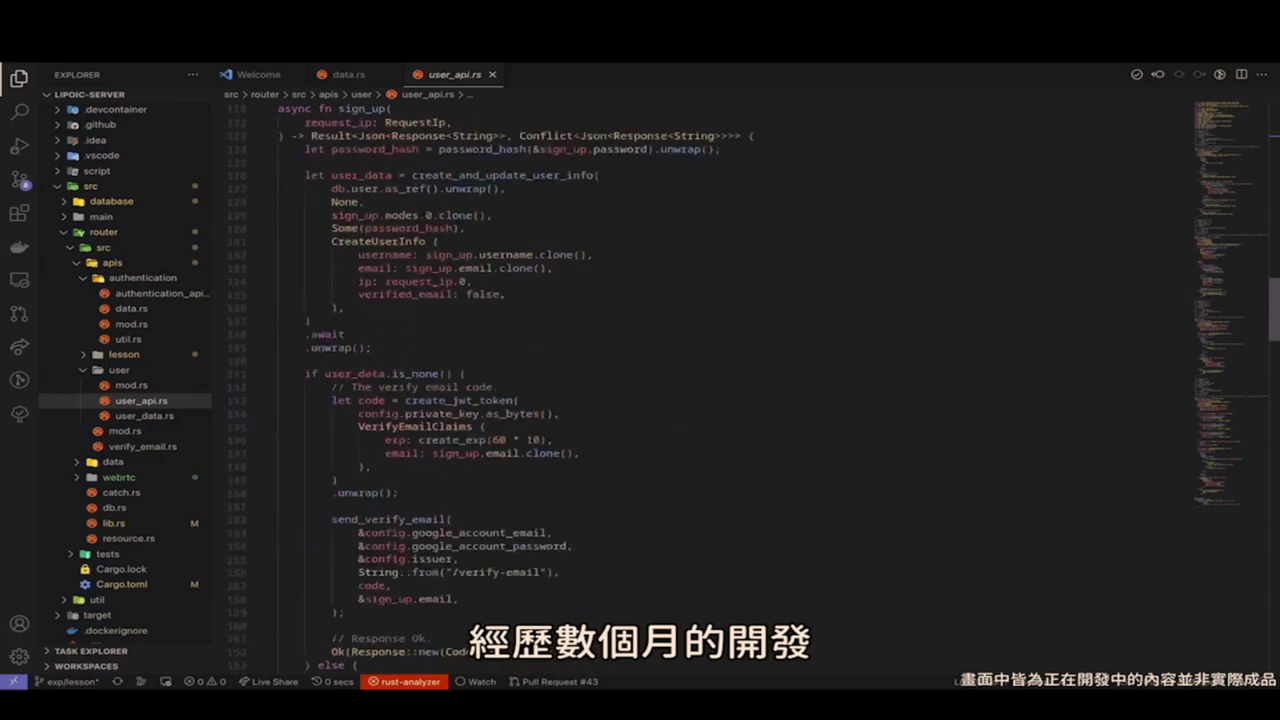 EXPLORER
Welcome
data.rs
user_api.rs
LIPOIC-SERVER
src > router > src > apis > user > user_api.rs > ...
.devcontainer
.github
.idea
.vscode
script
src
database
main
router
src
apis
authentication
authentication_api...
data.rs
mod.rs
util.rs
lesson
user
mod.rs
user_api.rs
user_data.rs
mod.rs
verify_email.rs
data
webrtc
catch.rs
db.rs
lib.rs M
resource.rs
tests
Cargo.lock
Cargo.toml M
util
target
.dockerignore
TASK EXPLORER
WORKSPACES
async fn sign_up(
request_ip: RequestIp,
) -> Result<Json<Response<String>>, Conflict<Json<Response<String>>>> {
let password_hash = password_hash(&sign_up.password).unwrap();
let user_data = create_and_update_user_info(
db.user.as_ref().unwrap(),
None,
sign_up.modes.0.clone(),
Some(password_hash),
CreateUserInfo {
username: sign_up.username.clone(),
email: sign_up.email.clone(),
ip: request_ip.0,
verified_email: false,
},
)
.await
.unwrap();
if user_data.is_none() {
// The verify email code.
let code = create_jwt_token(
config.private_key.as_bytes(),
VerifyEmailClaims {
exp: create_exp(60 * 10),
email: sign_up.email.clone(),
},
)
.unwrap();
send_verify_email(
&config.google_account_email,
&config.google_account_password,
&config.issuer,
String::from("/verify-email"),
code,
&sign_up.email,
);
// Response Ok.
Ok(Response::new(Cod
} else {
經歷數個月的開發
exp/lesson*
0 0
Live Share
0 secs
rust-analyzer
Watch
Pull Request #43
畫面中皆為正在開發中的內容並非實際成品